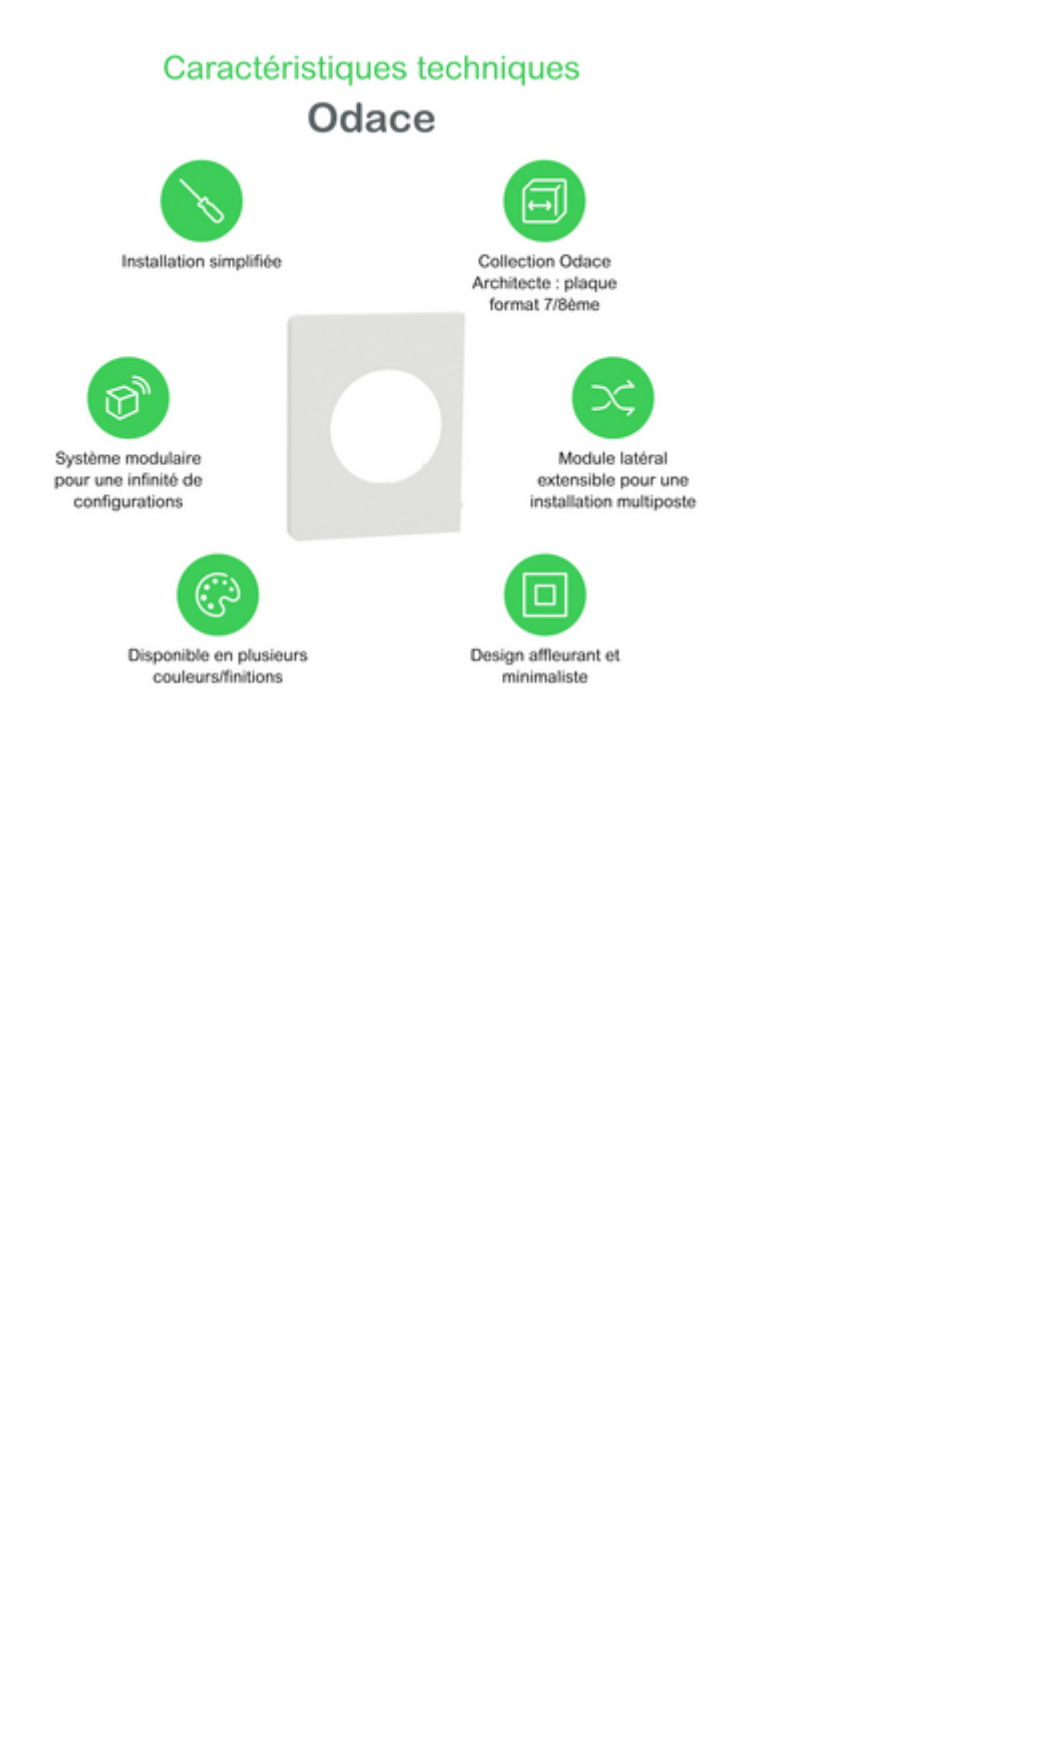 Caractéristiques techniques
Odace
Installation simplifiée
Collection Odace
Architecte : plaque
format 7/8ème
Système modulaire
pour une infinité de
configurations
Module latéral
extensible pour une
installation multiposte
Disponible en plusieurs
couleurs/finitions
Design affleurant et
minimaliste